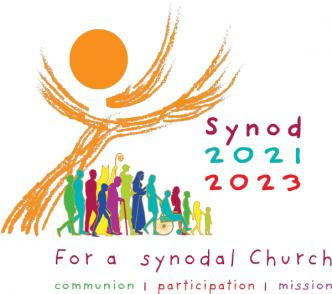 Synod
2021
2023
For a synodal Church
communion | participation | mission